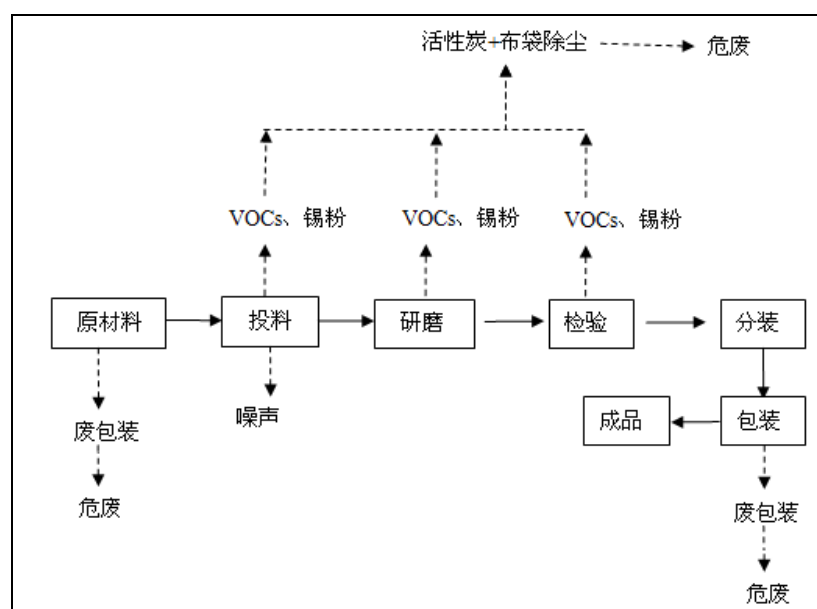 活性炭+布袋除尘
危废
VOCs、锡粉
VOCs、锡粉
VOCs、锡粉
原材料
投料
研磨
检验
分装
废包装
噪声
成品
包装
危废
废包装
危废